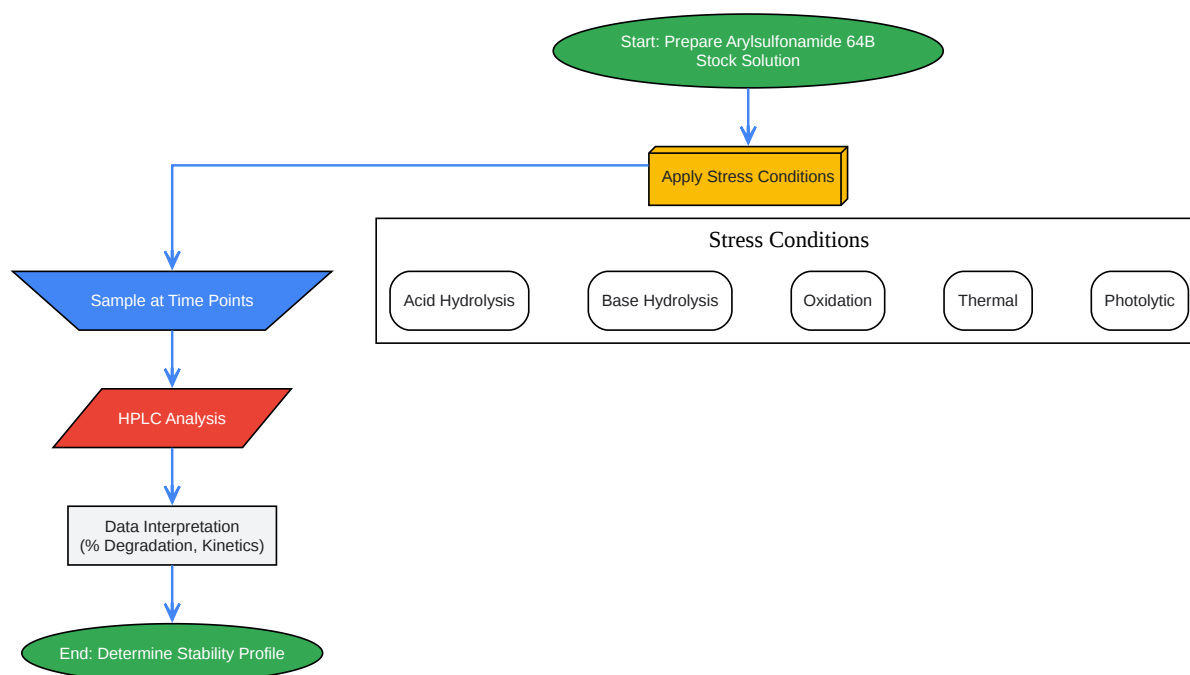 Start: Prepare Arylsulfonamide 64B
Stock Solution
Apply Stress Conditions
Stress Conditions
Acid Hydrolysis
Base Hydrolysis
Oxidation
Thermal
Photolytic
Sample at Time Points
HPLC Analysis
Data Interpretation
(% Degradation, Kinetics)
End: Determine Stability Profile